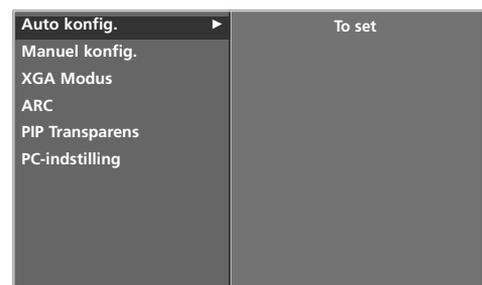 Auto konfig. ► To set
Manuel konfig.
XGA Modus
ARC
PIP Transparens
PC-indstilling